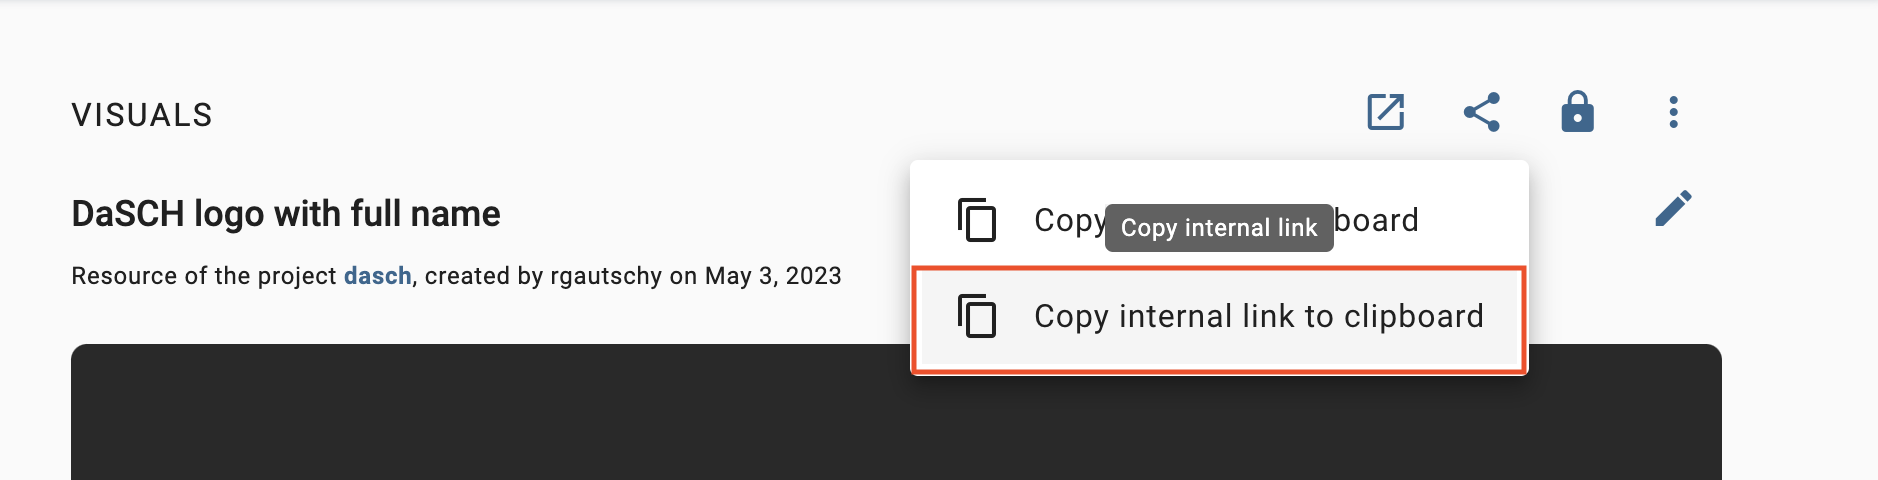 VISUALS
DaSCH logo with full name
Resource of the project dasch, created by rgautschy on May 3, 2023
Copy board
Copy internal link
Copy internal link to clipboard